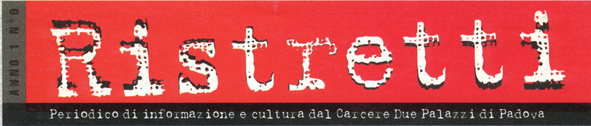 ANNO 1 N°0
Ristretti
Periodico di informazione e cultura dal Carcere Due Palazzi di Padova